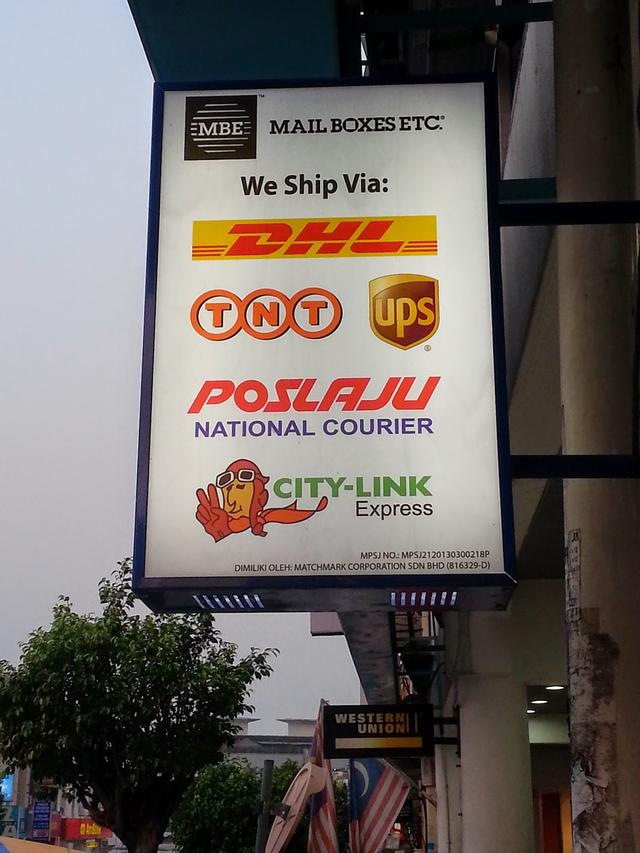 MBE™ MAIL BOXES ETC.®
We Ship Via:
DHL
TNT ups®
POSLAJU
NATIONAL COURIER
CITY-LINK
Express
MPSJ NO.: MPSJ2120130300218P
DIMILIKI OLEH: MATCHMARK CORPORATION SDN BHD (816329-D)
WESTERN
UNION